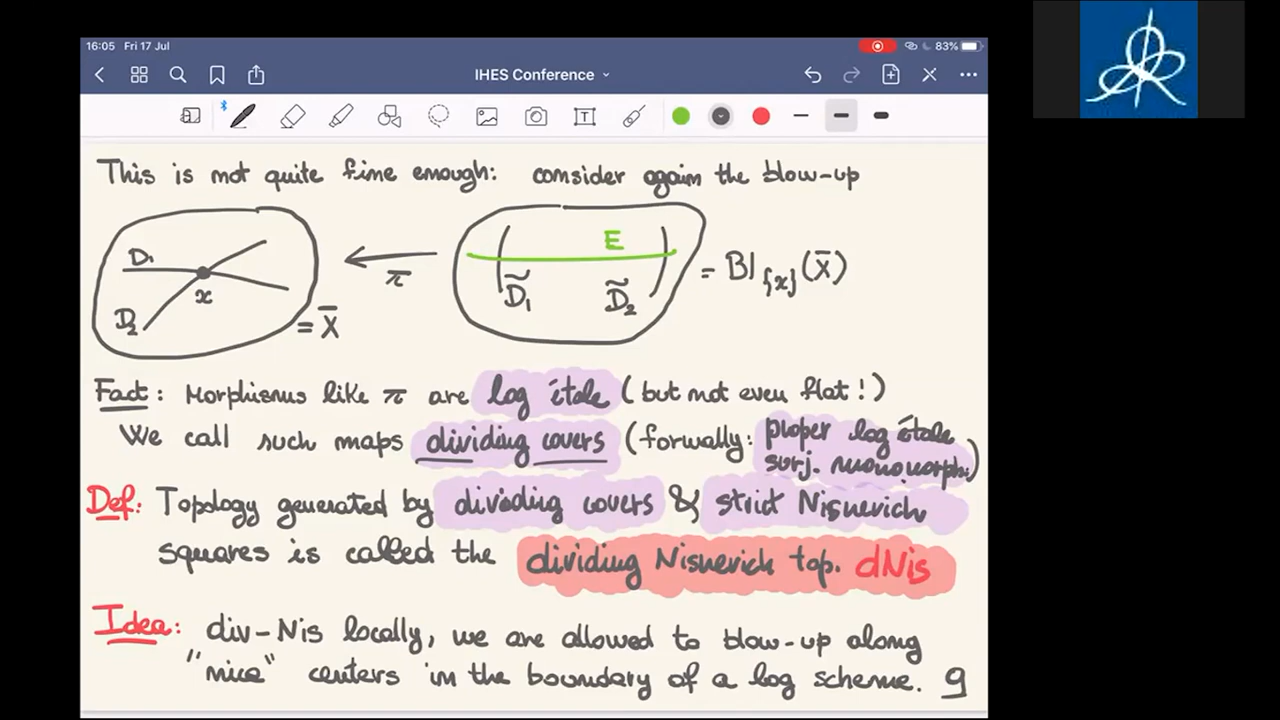 16:05 Fri 17 Jul
83%
IHES Conference
This is not quite fine enough: consider again the blow-up
D₁
D₂
x
= X̄
π
E
D̃₁
D̃₂
= Bl_{x}(X̄)
Fact: Morphisms like π are log étale (but not even flat!)
We call such maps dividing covers (formally: proper log étale
surj. monomorph.)
Def: Topology generated by dividing covers & strict Nisnevich
squares is called the dividing Nisnevich top. dNis
Idea: div-Nis locally, we are allowed to blow-up along
"nice" centers in the boundary of a log scheme. 9